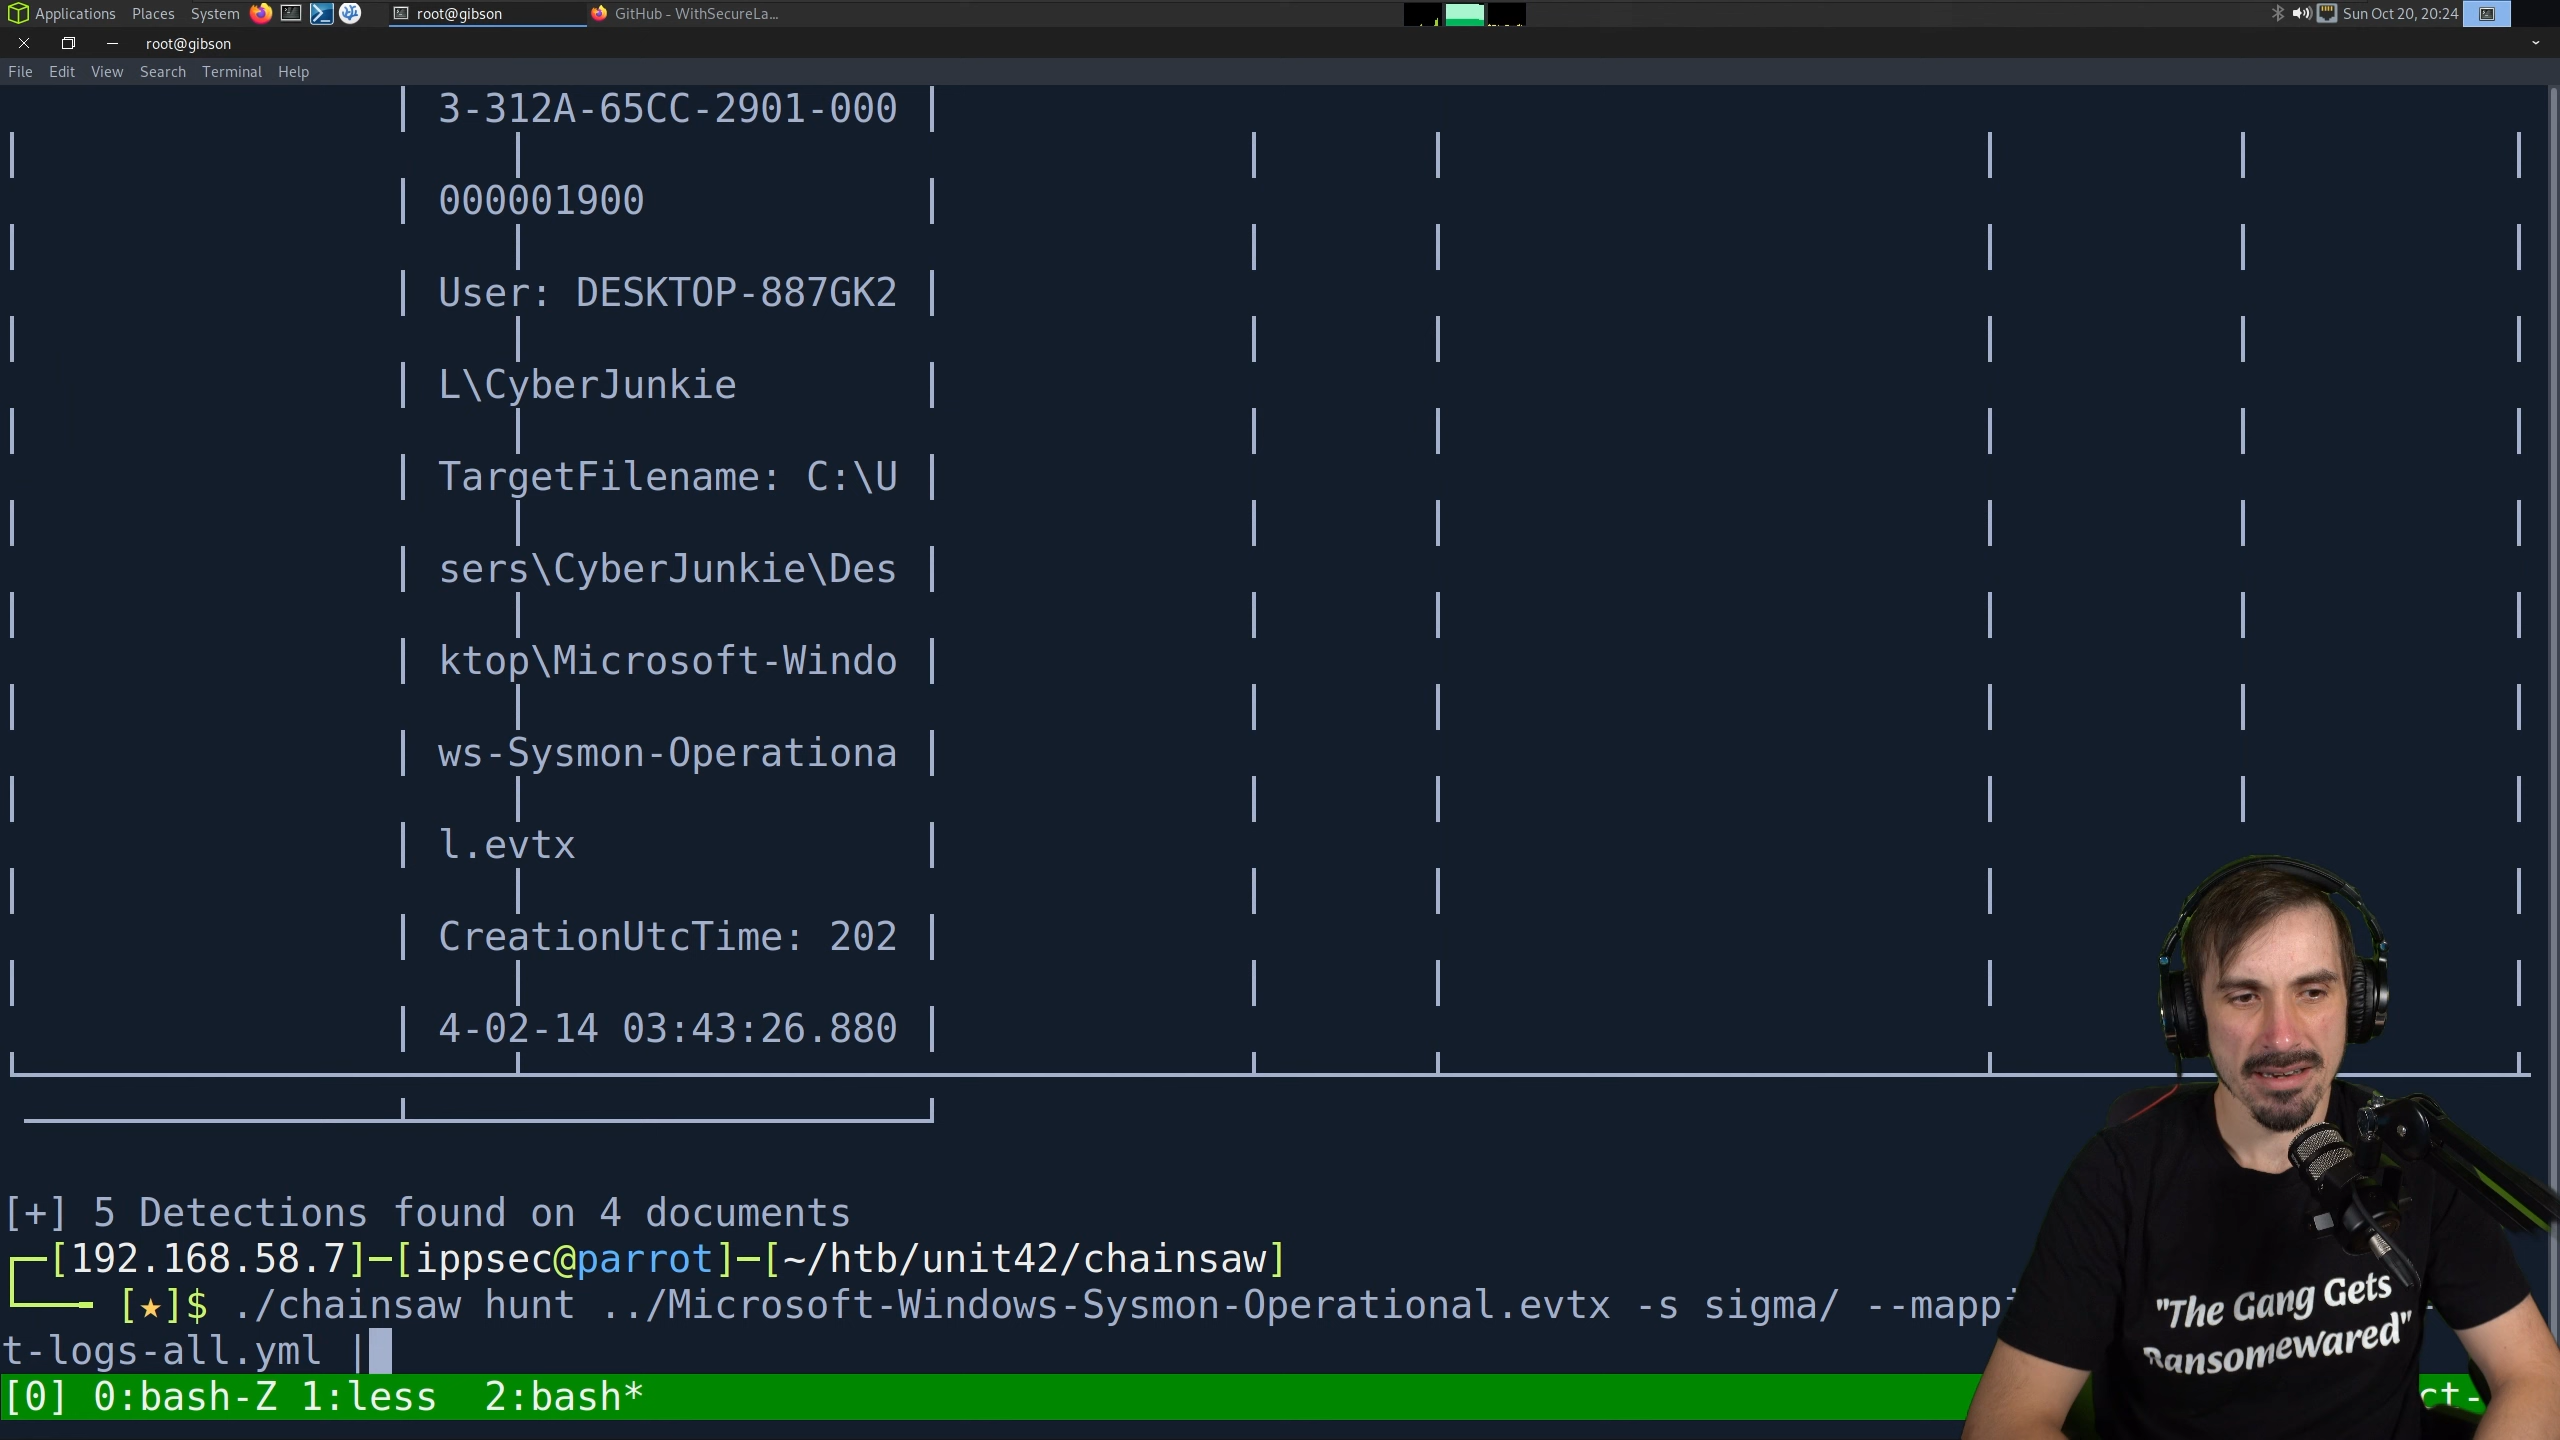 Applications Places System root@gibson GitHub - WithSecureLa... Sun Oct 20, 20:24
root@gibson
File Edit View Search Terminal Help
3-312A-65CC-2901-000
000001900
User: DESKTOP-887GK2
L\CyberJunkie
TargetFilename: C:\U
sers\CyberJunkie\Des
ktop\Microsoft-Windo
ws-Sysmon-Operationa
l.evtx
CreationUtcTime: 202
4-02-14 03:43:26.880
[+] 5 Detections found on 4 documents
[192.168.58.7]─[ippsec@parrot]─[~/htb/unit42/chainsaw]
[★]$ ./chainsaw hunt ../Microsoft-Windows-Sysmon-Operational.evtx -s sigma/ --mapp
t-logs-all.yml |
[0] 0:bash-Z 1:less 2:bash* ct-
"The Gang Gets
Ransomewared"